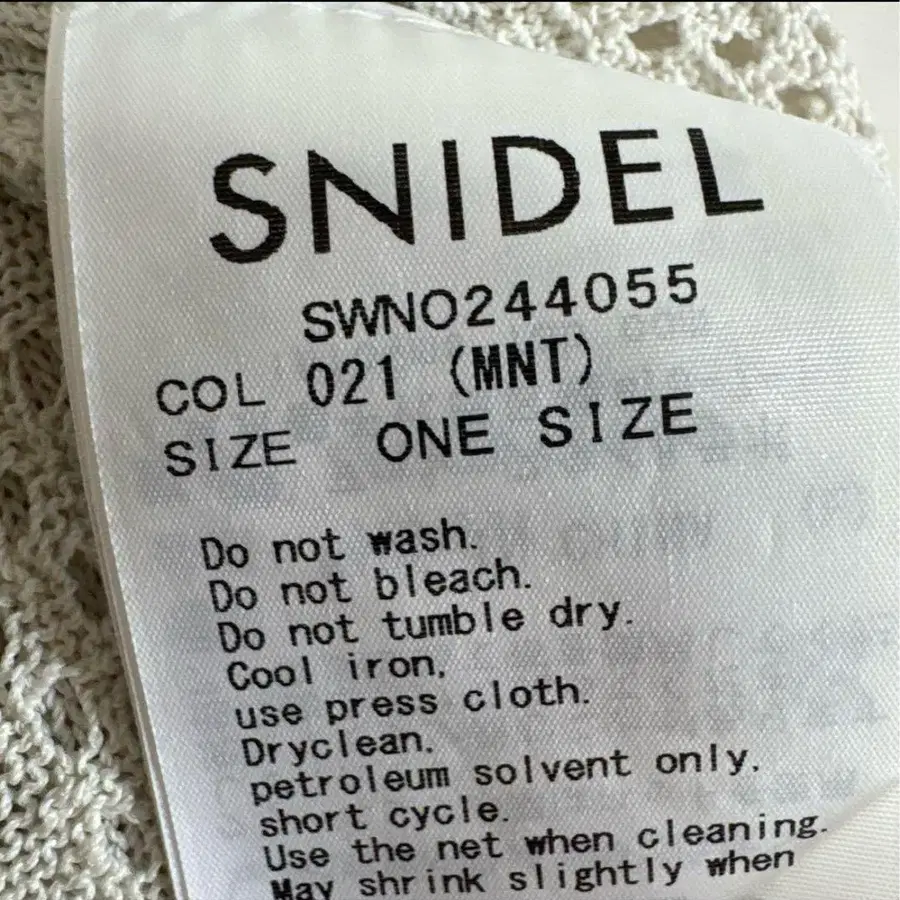 SNIDEL
SWNO244055
COL 021 (MNT)
SIZE ONE SIZE
Do not wash.
Do not bleach.
Do not tumble dry.
Cool iron,
use press cloth.
Dryclean.
petroleum solvent only.
short cycle.
Use the net when cleaning.
May shrink slightly when